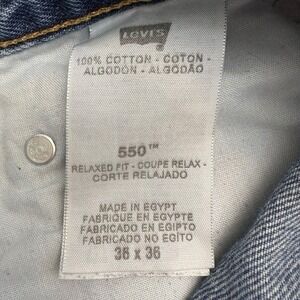 LEVI'S
100% COTTON - COTON -
ALGODON - ALGODÃO
550™
RELAXED FIT - COUPE RELAX -
CORTE RELAJADO
MADE IN EGYPT
FABRIQUE EN EGYPTE
FABRICADO EN EGIPTO
FABRICADO NO EGITO
36 x 36